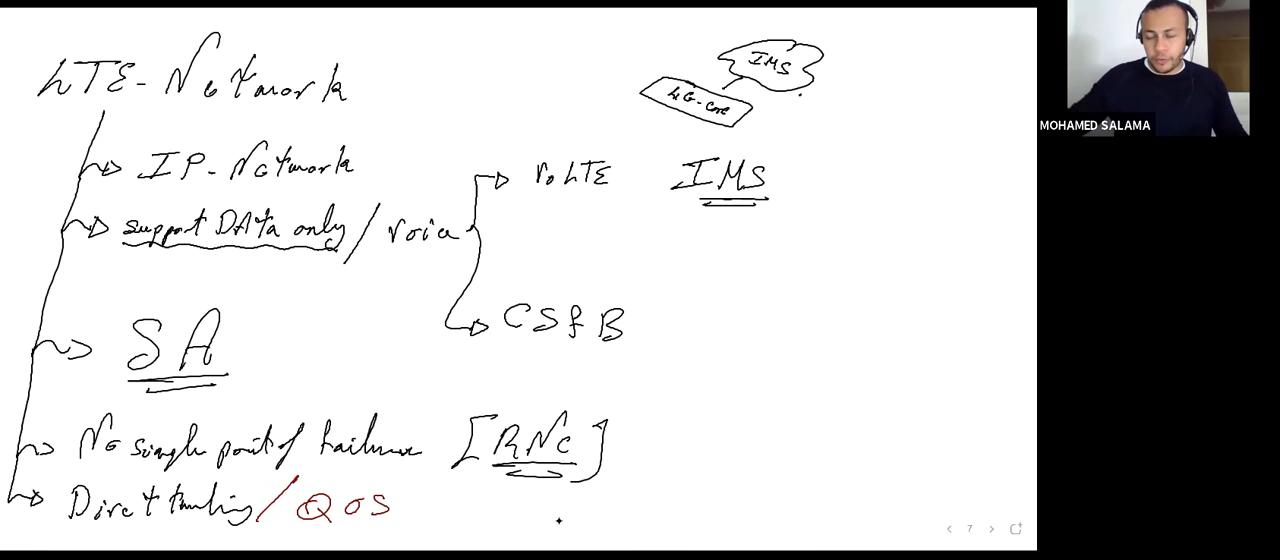 LTE-Network
IMS
4G-Core
IP-Network
VoLTE IMS
support DATA only / voice
CSFB
SA
No single point of failure [RNC]
Direct tunling / QOS
MOHAMED SALAMA
7